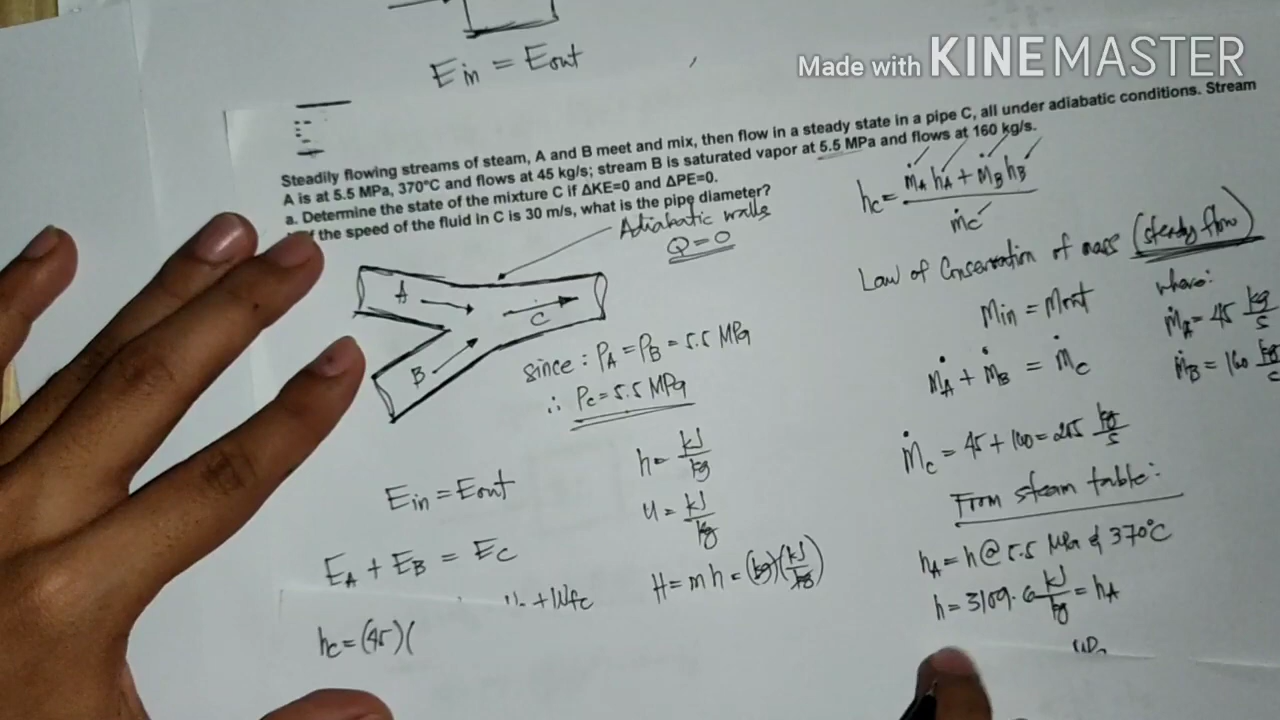 Made with KINEMASTER
Ein = Eout
Steadily flowing streams of steam, A and B meet and mix, then flow in a steady state in a pipe C, all under adiabatic conditions. Stream
A is at 5.5 MPa, 370°C and flows at 45 kg/s; stream B is saturated vapor at 5.5 MPa and flows at 160 kg/s.
a. Determine the state of the mixture C if ΔKE=0 and ΔPE=0.
the speed of the fluid in C is 30 m/s, what is the pipe diameter?
Adiabatic walls
Q=0
A
C
B
since: PA = PB = 5.5 MPa
∴ Pc = 5.5 MPa
Ein = Eout
EA + EB = EC
hc = (45)(
h = kJ/kg
u = kJ/kg
H = m h = (kg)(kJ/kg)
hc = ṁA hA + ṁB hB / ṁc
Law of Conservation of mass (steady flow)
Min = Mout
where:
ṁA = 45 kg/s
ṁB = 160 kg/s
ṁA + ṁB = ṁc
ṁc = 45 + 160 = 205 kg/s
From steam table:
hA = h @ 5.5 MPa & 370°C
h = 3109.6 kJ/kg = hA